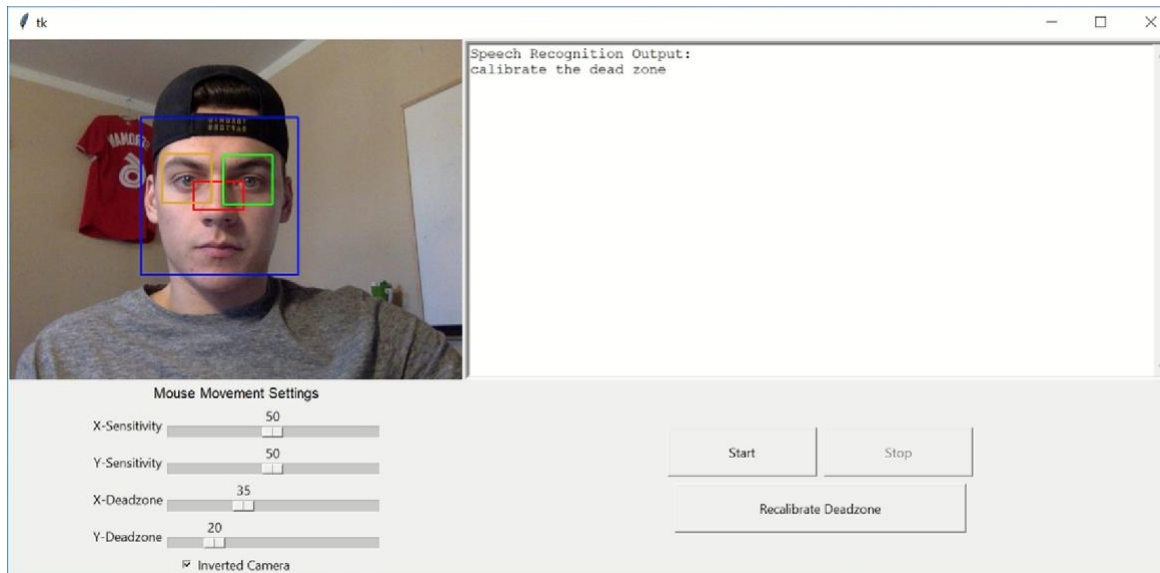 tk
Speech Recognition Output:
calibrate the dead zone
Mouse Movement Settings
50
X-Sensitivity
50
Y-Sensitivity
35
X-Deadzone
20
Y-Deadzone
Inverted Camera
Start
Stop
Recalibrate Deadzone